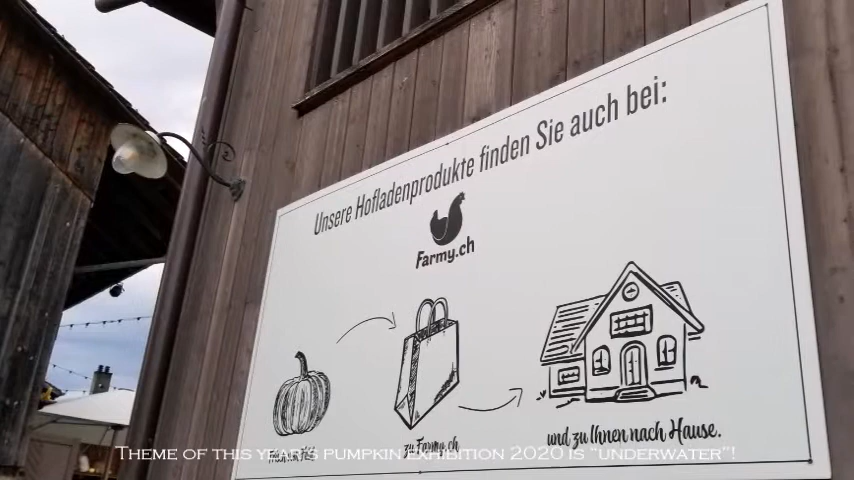 Unsere Hofladenprodukte finden Sie auch bei:
Farmy.ch
zu Farmy.ch
und zu Ihnen nach Hause.
THEME OF THIS YEAR'S PUMPKIN EXHIBITION 2020 IS "UNDERWATER"!